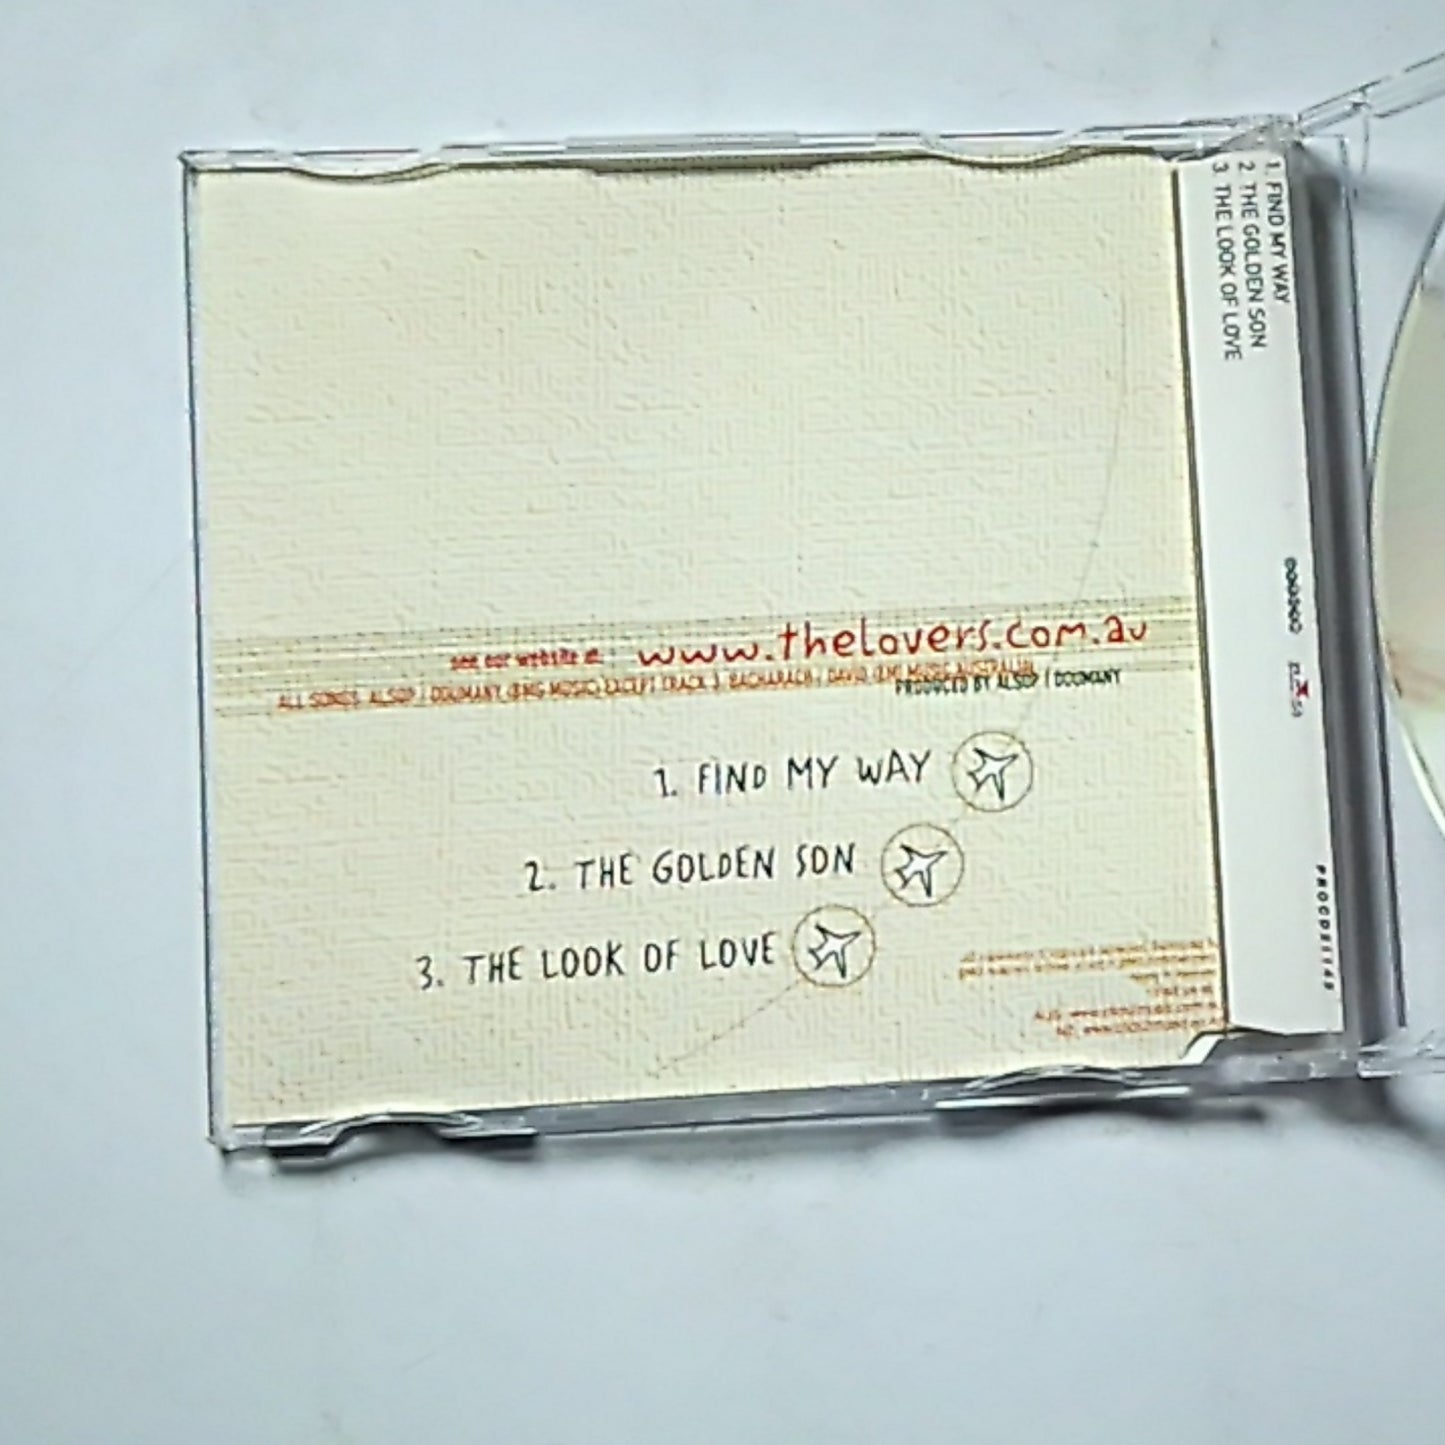 see our website at www.thelovers.com.au
ALL SONGS ALSOP / DOUMANY (BMG MUSIC) EXCEPT TRACK 3 BACHARACH / DAVID (EMI MUSIC AUSTRALIA)
PRODUCED BY ALSOP / DOUMANY
1. FIND MY WAY
2. THE GOLDEN SON
3. THE LOOK OF LOVE
1. FIND MY WAY
2. THE GOLDEN SON
3. THE LOOK OF LOVE